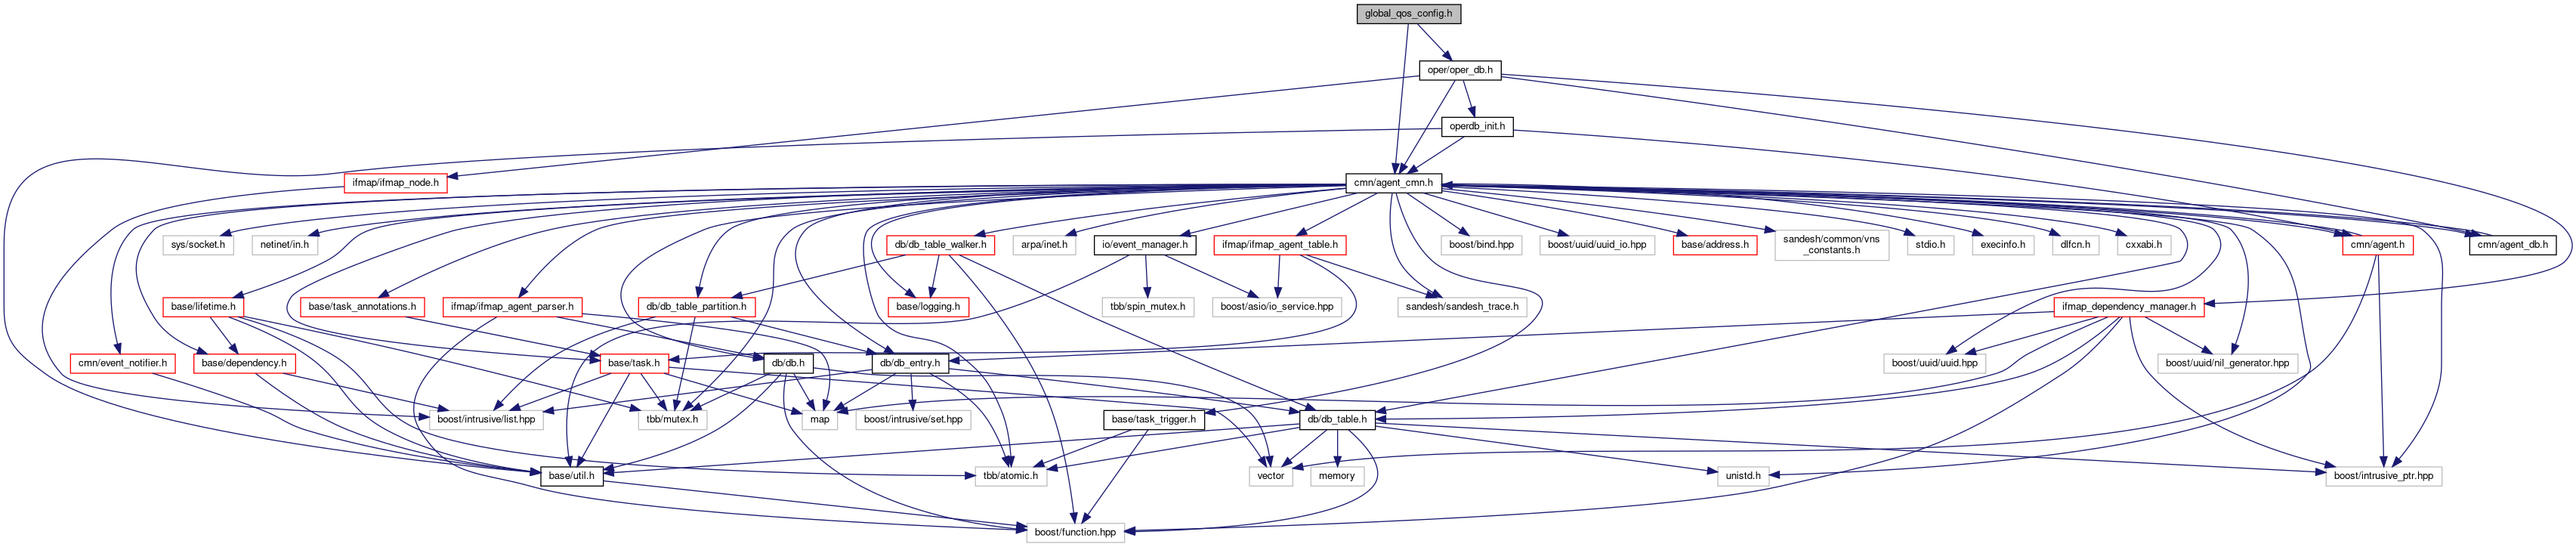 global_qos_config.h
oper/oper_db.h
operdb_init.h
ifmap/ifmap_node.h
cmn/agent_cmn.h
sys/socket.h
netinet/in.h
db/db_table_walker.h
arpa/inet.h
io/event_manager.h
ifmap/ifmap_agent_table.h
boost/bind.hpp
boost/uuid/uuid_io.hpp
base/address.h
sandesh/common/vns
_constants.h
stdio.h
execinfo.h
dlfcn.h
cxxabi.h
cmn/agent.h
cmn/agent_db.h
base/lifetime.h
base/task_annotations.h
ifmap/ifmap_agent_parser.h
db/db_table_partition.h
base/logging.h
tbb/spin_mutex.h
boost/asio/io_service.hpp
sandesh/sandesh_trace.h
ifmap_dependency_manager.h
cmn/event_notifier.h
base/dependency.h
base/task.h
db/db.h
db/db_entry.h
boost/uuid/uuid.hpp
boost/uuid/nil_generator.hpp
boost/intrusive/list.hpp
tbb/mutex.h
map
boost/intrusive/set.hpp
base/task_trigger.h
db/db_table.h
base/util.h
tbb/atomic.h
vector
memory
unistd.h
boost/intrusive_ptr.hpp
boost/function.hpp